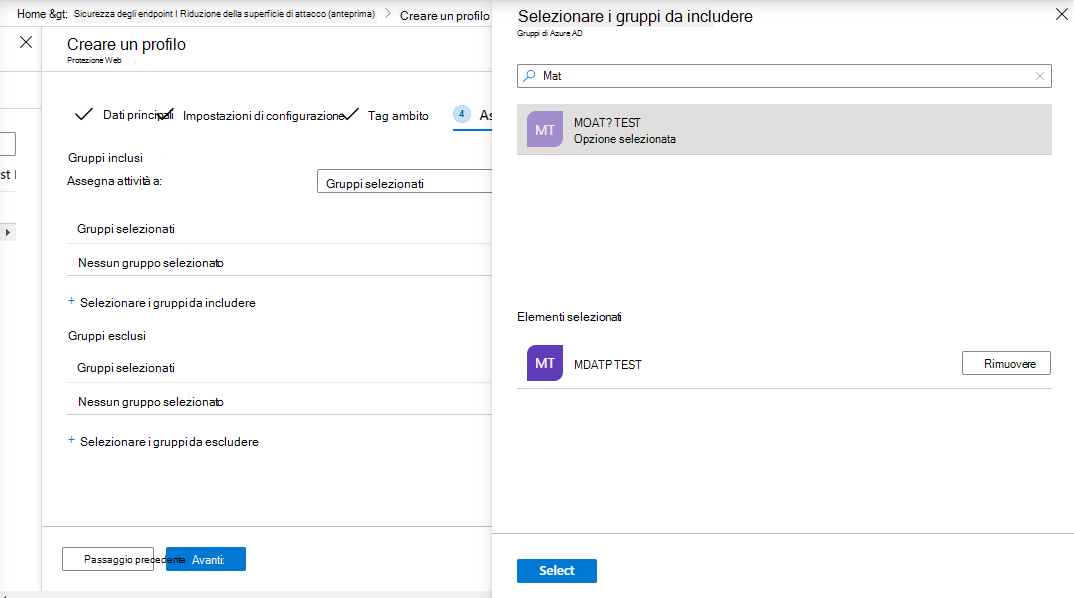 Home &gt; Sicurezza degli endpoint I Riduzione della superficie di attacco (anteprima) > Creare un profilo
Creare un profilo
Protezione Web
Dati principali Impostazioni di configurazione Tag ambito 4 As
Gruppi inclusi
Assegna attività a:
Gruppi selezionati
st I
Gruppi selezionati
Nessun gruppo selezionato
+ Selezionare i gruppi da includere
Gruppi esclusi
Gruppi selezionati
Nessun gruppo selezionato
+ Selezionare i gruppi da escludere
Passaggio precedente
Avanti:
Selezionare i gruppi da includere
Gruppi di Azure AD
Mat
MT
MOAT? TEST
Opzione selezionata
Elementi selezionati
MT
MDATP TEST
Rimuovere
Select